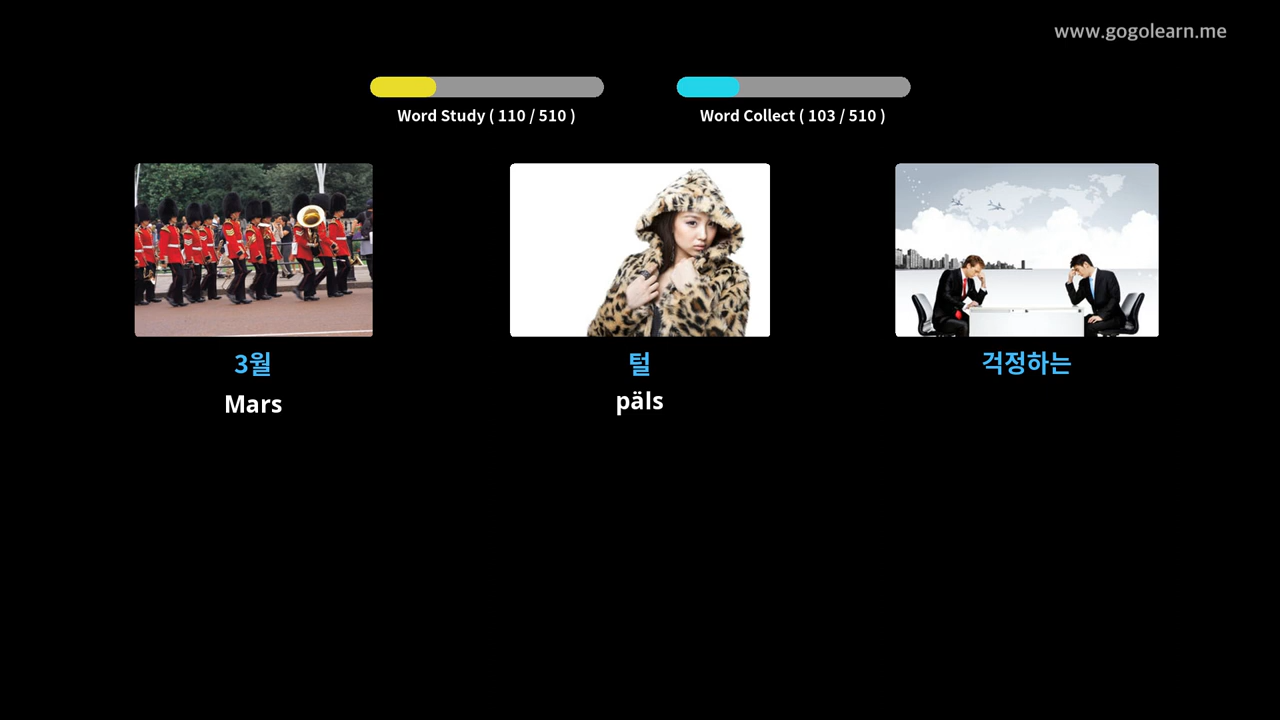 www.gogolearn.me
Word Study ( 110 / 510 )
Word Collect ( 103 / 510 )
3월
털
걱정하는
Mars
päls